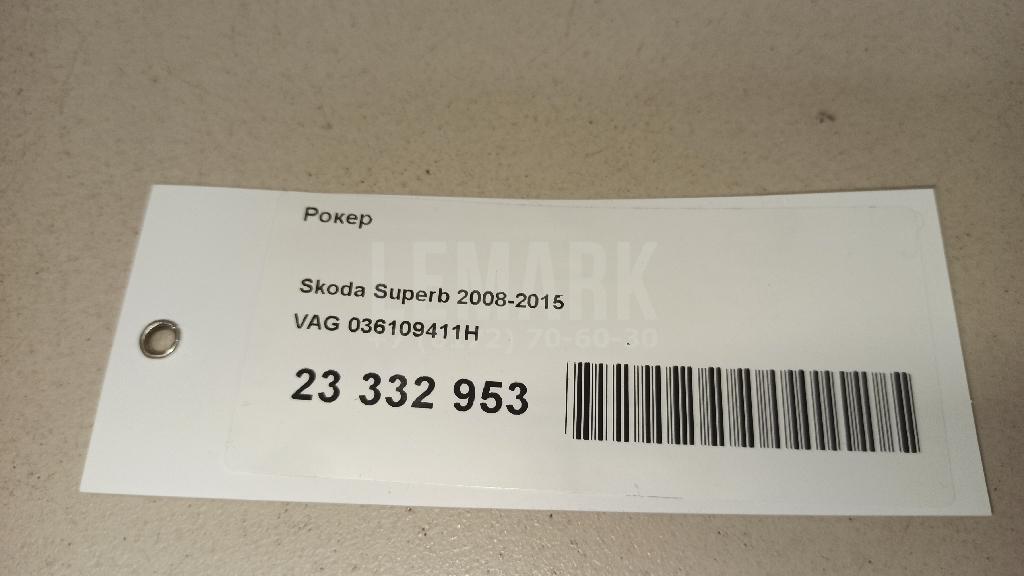 Рокер
LEMARK
Skoda Superb 2008-2015
VAG 036109411H
70-60-30
23 332 953